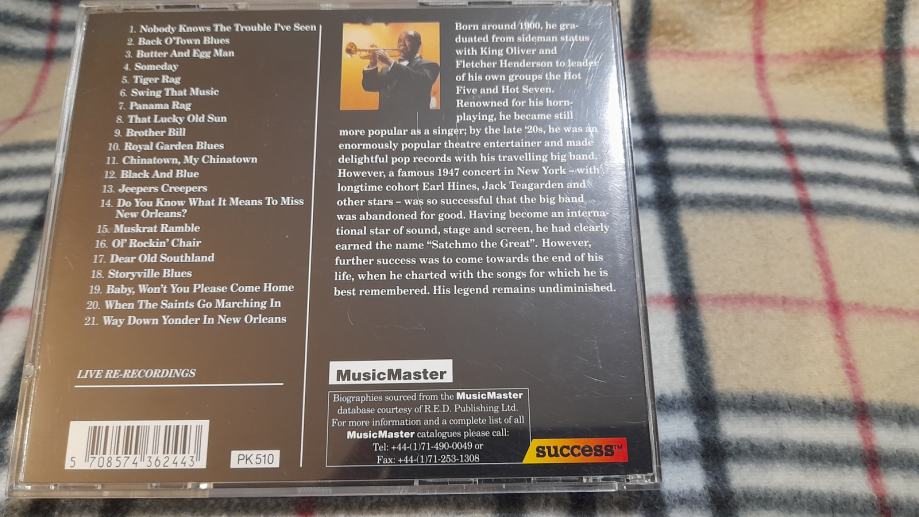 1. Nobody Knows The Trouble I've Seen
2. Back O'Town Blues
3. Butter And Egg Man
4. Someday
5. Tiger Rag
6. Swing That Music
7. Panama Rag
8. That Lucky Old Sun
9. Brother Bill
10. Royal Garden Blues
11. Chinatown, My Chinatown
12. Black And Blue
13. Jeepers Creepers
14. Do You Know What It Means To Miss
New Orleans?
15. Muskrat Ramble
16. Ol' Rockin' Chair
17. Dear Old Southland
18. Storyville Blues
19. Baby, Won't You Please Come Home
20. When The Saints Go Marching In
21. Way Down Yonder In New Orleans
LIVE RE-RECORDINGS
5 708574 362443
PK 510
Born around 1900, he gra-
duated from sideman status
with King Oliver and
Fletcher Henderson to leader
of his own groups the Hot
Five and Hot Seven.
Renowned for his horn-
playing, he became still
more popular as a singer; by the late '20s, he was an
enormously popular theatre entertainer and made
delightful pop records with his travelling big band.
However, a famous 1947 concert in New York – with
longtime cohort Earl Hines, Jack Teagarden and
other stars – was so successful that the big band
was abandoned for good. Having become an interna-
tional star of sound, stage and screen, he had clearly
earned the name "Satchmo the Great". However,
further success was to come towards the end of his
life, when he charted with the songs for which he is
best remembered. His legend remains undiminished.
MusicMaster
Biographies sourced from the MusicMaster
database courtesy of R.E.D. Publishing Ltd.
For more information and a complete list of all
MusicMaster catalogues please call:
Tel: +44-(1)71-490-0049 or
Fax: +44-(1)71-253-1308
success™